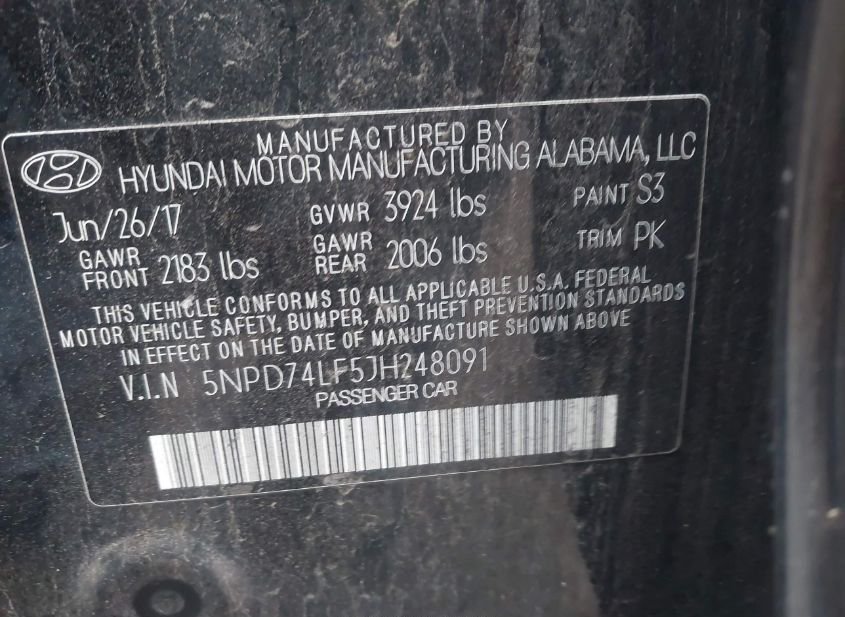 MANUFACTURED BY
HYUNDAI MOTOR MANUFACTURING ALABAMA, LLC
Jun/26/17 GVWR 3924 lbs PAINT S3
GAWR FRONT 2183 lbs GAWR REAR 2006 lbs TRIM PK
THIS VEHICLE CONFORMS TO ALL APPLICABLE U.S.A. FEDERAL
MOTOR VEHICLE SAFETY, BUMPER, AND THEFT PREVENTION STANDARDS
IN EFFECT ON THE DATE OF MANUFACTURE SHOWN ABOVE
V.I.N 5NPD74LF5JH248091
PASSENGER CAR